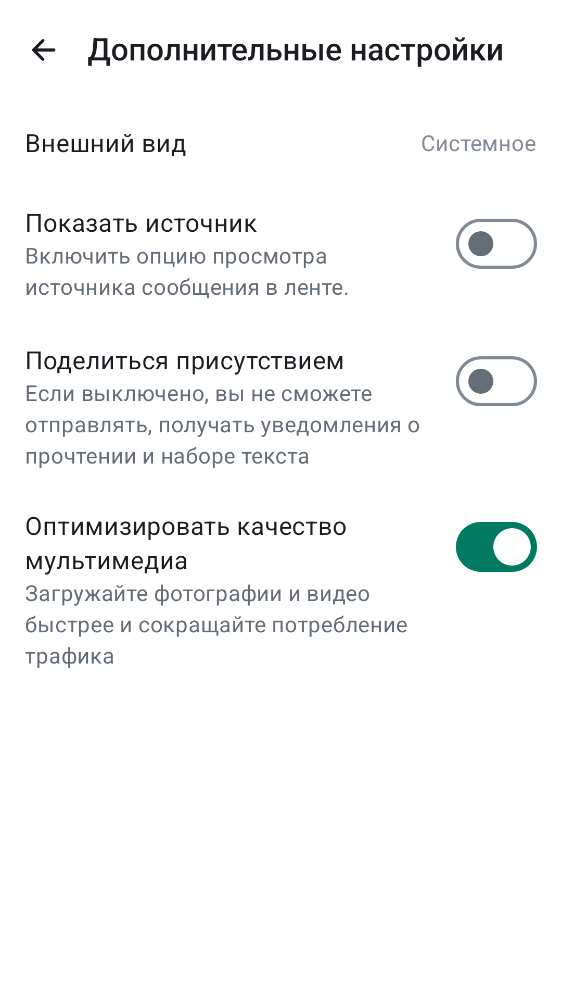 Дополнительные настройки
Внешний вид
Системное
Показать источник
Включить опцию просмотра
источника сообщения в ленте.
Поделиться присутствием
Если выключено, вы не сможете
отправлять, получать уведомления о
прочтении и наборе текста
Оптимизировать качество
мультимедиа
Загружайте фотографии и видео
быстрее и сокращайте потребление
трафика